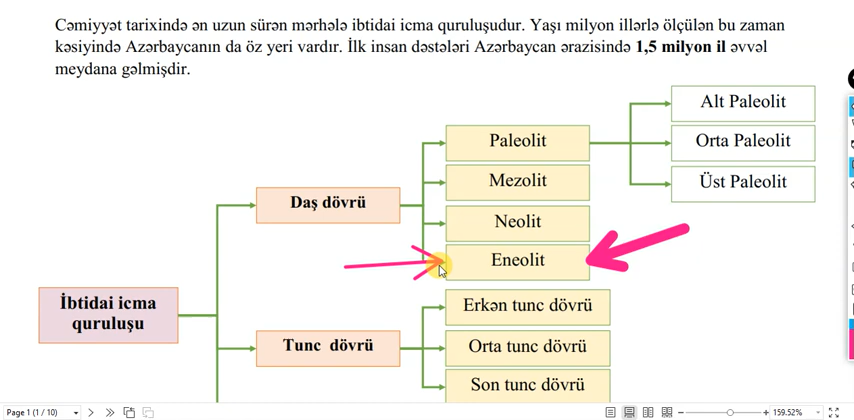 Cəmiyyət tarixində ən uzun sürən mərhələ ibtidai icma quruluşudur. Yaşı milyon illərlə ölçülən bu zaman
kəsiyində Azərbaycanın da öz yeri vardır. İlk insan dəstələri Azərbaycan ərazisində 1,5 milyon il əvvəl
meydana gəlmişdir.
Alt Paleolit
Paleolit
Orta Paleolit
Mezolit
Üst Paleolit
Daş dövrü
Neolit
Eneolit
İbtidai icma
quruluşu
Erkən tunc dövrü
Tunc dövrü
Orta tunc dövrü
Son tunc dövrü
Page 1 (1 / 10)
159.52%